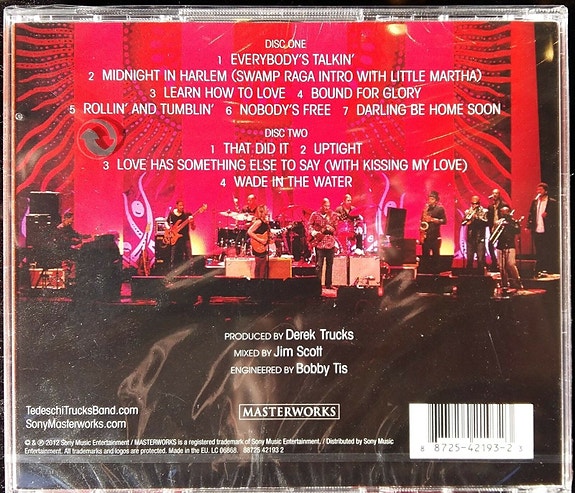 DISC ONE
1 EVERYBODY'S TALKIN'
2 MIDNIGHT IN HARLEM (SWAMP RAGA INTRO WITH LITTLE MARTHA)
3 LEARN HOW TO LOVE 4 BOUND FOR GLORY
5 ROLLIN' AND TUMBLIN' 6 NOBODY'S FREE 7 DARLING BE HOME SOON
DISC TWO
1 THAT DID IT 2 UPTIGHT
3 LOVE HAS SOMETHING ELSE TO SAY (WITH KISSING MY LOVE)
4 WADE IN THE WATER
PRODUCED BY Derek Trucks
MIXED BY Jim Scott
ENGINEERED BY Bobby Tis
TedeschiTrucksBand.com
SonyMasterworks.com
MASTERWORKS
℗ & © 2012 Sony Music Entertainment / MASTERWORKS is a registered trademark of Sony Music Entertainment. / Distributed by Sony Music
Entertainment. All trademarks and logos are protected. Made in the EU. LC 06868 88725 42193 2
8 8725-42193-2 3